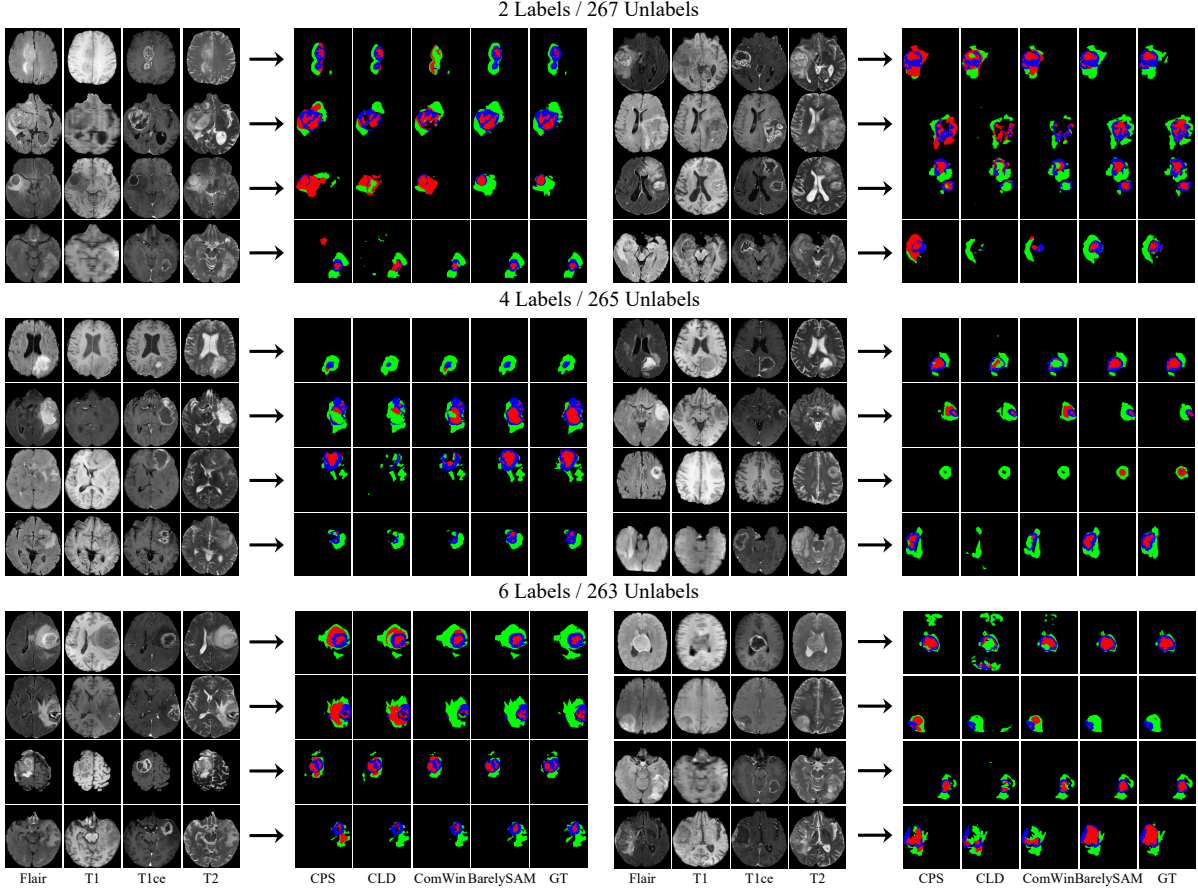 2 Labels / 267 Unlabels
4 Labels / 265 Unlabels
6 Labels / 263 Unlabels
Flair T1 T1ce T2 CPS CLD ComWin BarelySAM GT Flair T1 T1ce T2 CPS CLD ComWin BarelySAM GT